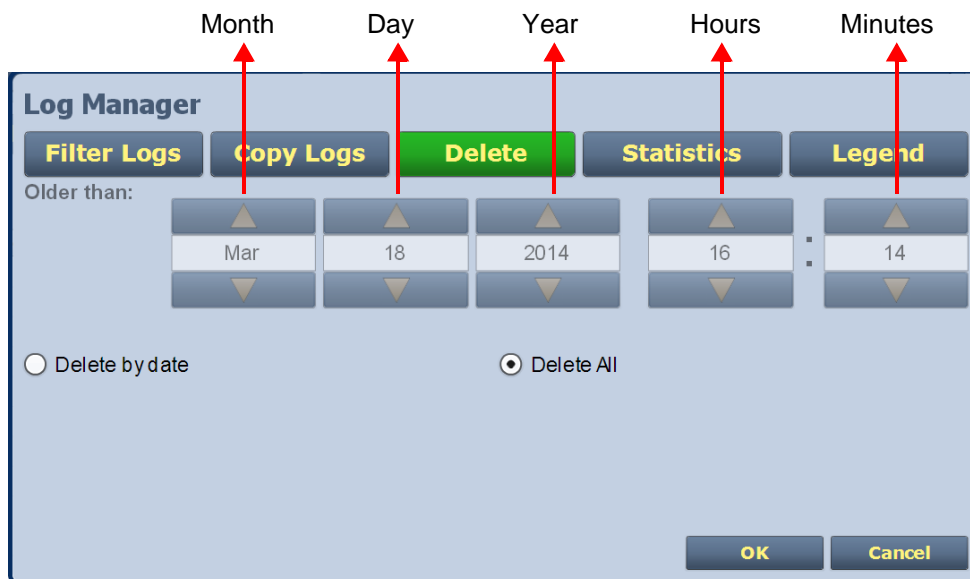 Month Day Year Hours Minutes
Log Manager
Filter Logs Copy Logs Delete Statistics Legend
Older than:
Mar 18 2014 16 : 14
Delete by date Delete All
OK Cancel